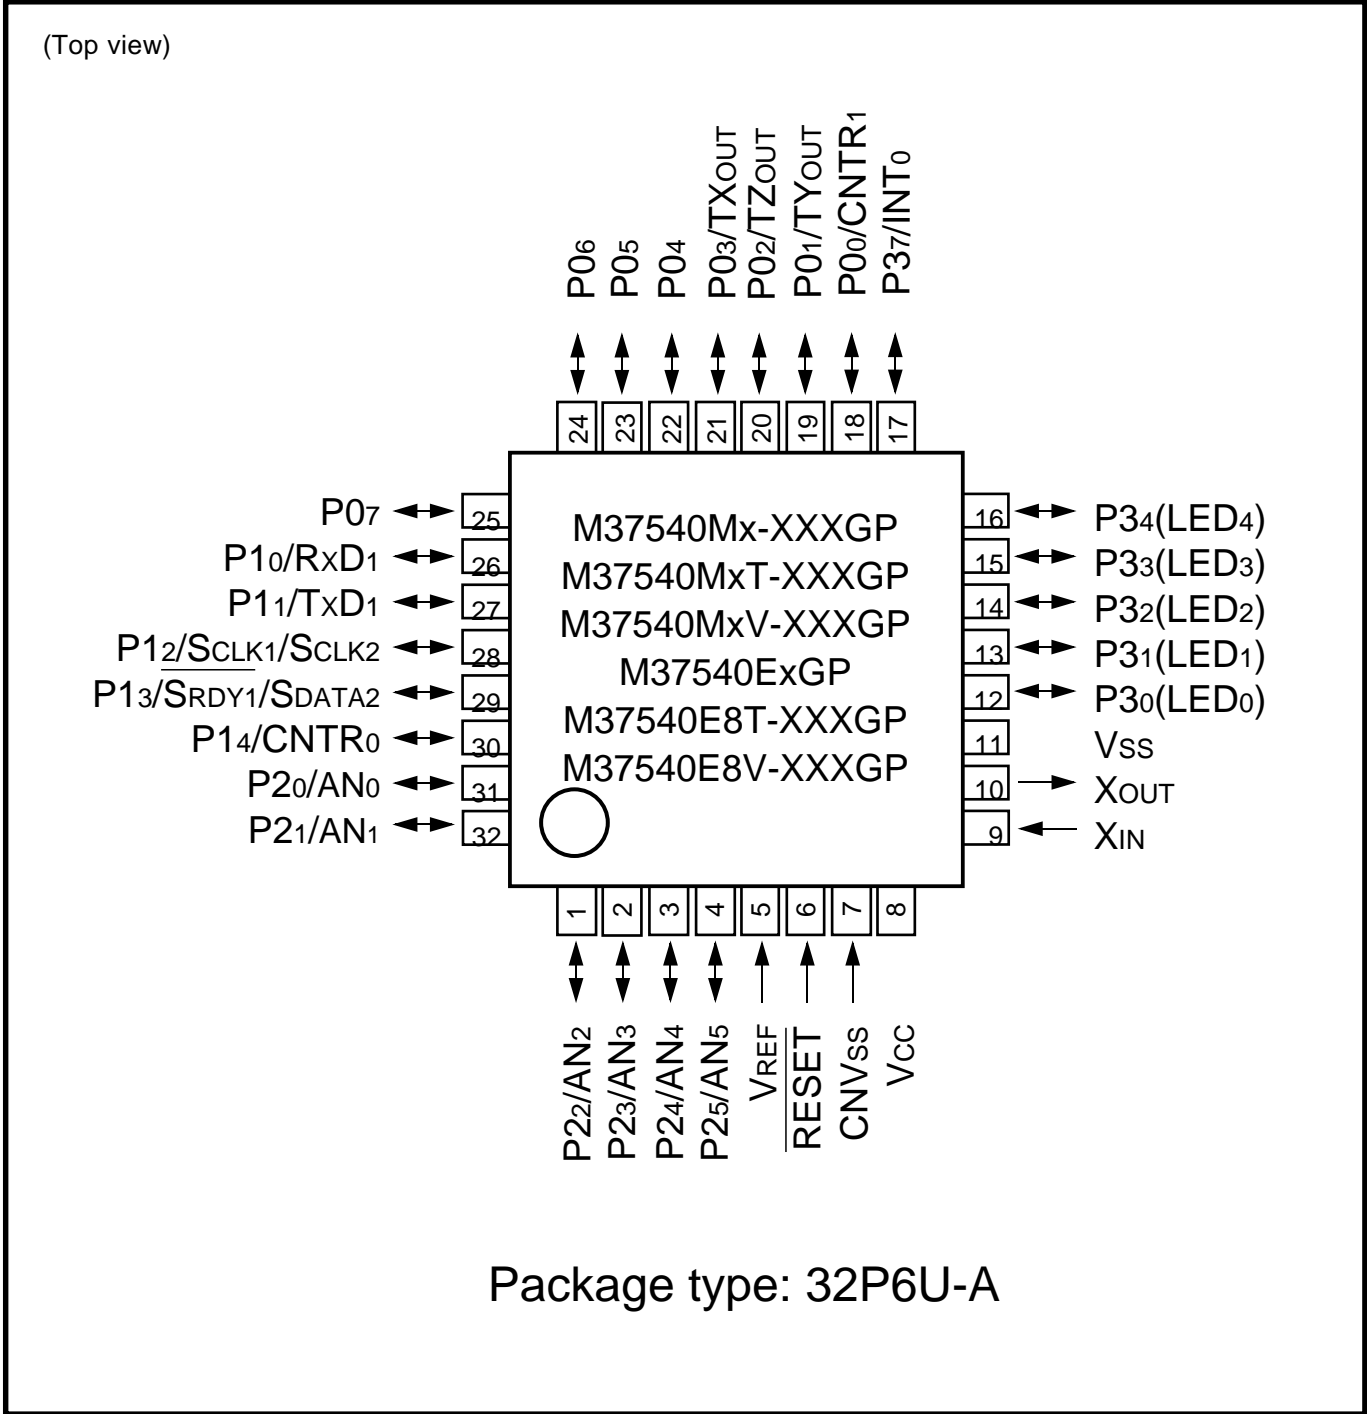 (Top view)
P06
P05
P04
P03/TXOUT
P02/TZOUT
P01/TYOUT
P00/CNTR1
P37/INT0
24
23
22
21
20
19
18
17
P07
25
P10/RXD1
26
P11/TXD1
27
P12/SCLK1/SCLK2
28
P13/SRDY1/SDATA2
29
P14/CNTR0
30
P20/AN0
31
P21/AN1
32
M37540Mx-XXXGP
M37540MxT-XXXGP
M37540MxV-XXXGP
M37540ExGP
M37540E8T-XXXGP
M37540E8V-XXXGP
16
P34(LED4)
15
P33(LED3)
14
P32(LED2)
13
P31(LED1)
12
P30(LED0)
11
VSS
10
XOUT
9
XIN
1
2
3
4
5
6
7
8
P22/AN2
P23/AN3
P24/AN4
P25/AN5
VREF
RESET
CNVSS
VCC
Package type: 32P6U-A